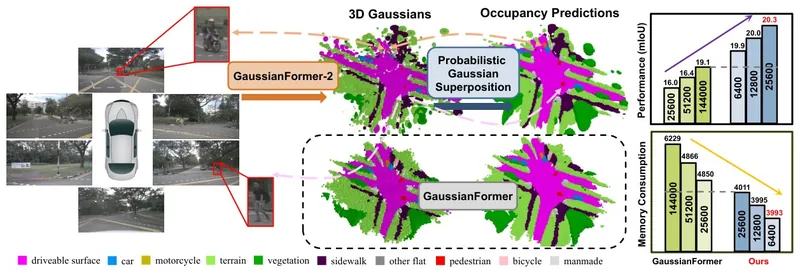 3D Gaussians
Occupancy Predictions
GaussianFormer-2
Probabilistic
Gaussian
Superposition
GaussianFormer
Performance (mIoU)
16.0
16.4
19.1
19.9
20.0
20.3
25600
51200
144000
6400
12800
25600
Memory Consumption
6229
4866
4850
4011
3995
3993
144000
51200
25600
25600
12800
6400
GaussianFormer
Ours
driveable surface
car
motorcycle
terrain
vegetation
sidewalk
other flat
pedestrian
bicycle
manmade